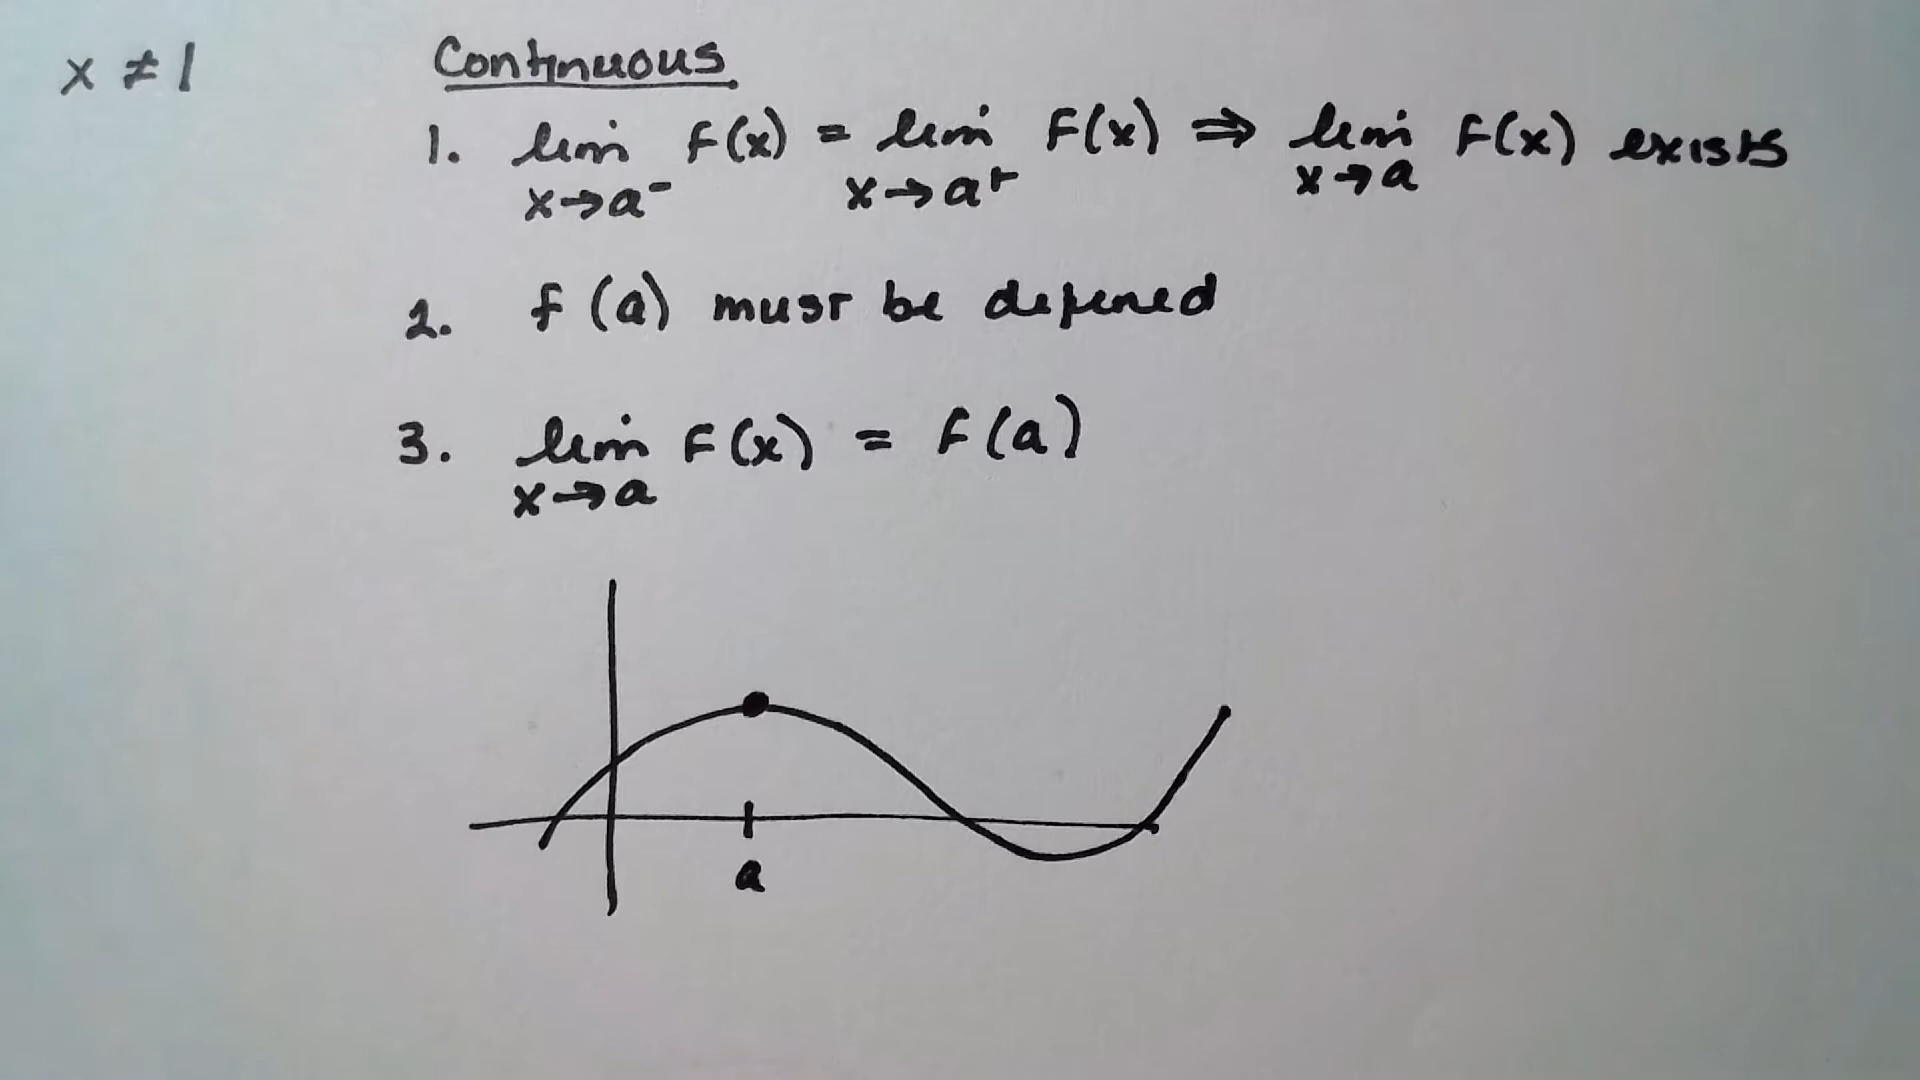 x ≠ 1
Continuous
1. lim f(x) = lim f(x) ⇒ lim f(x) exists
x→a⁻ x→a⁺ x→a
2. f(a) must be defined
3. lim f(x) = f(a)
x→a
a